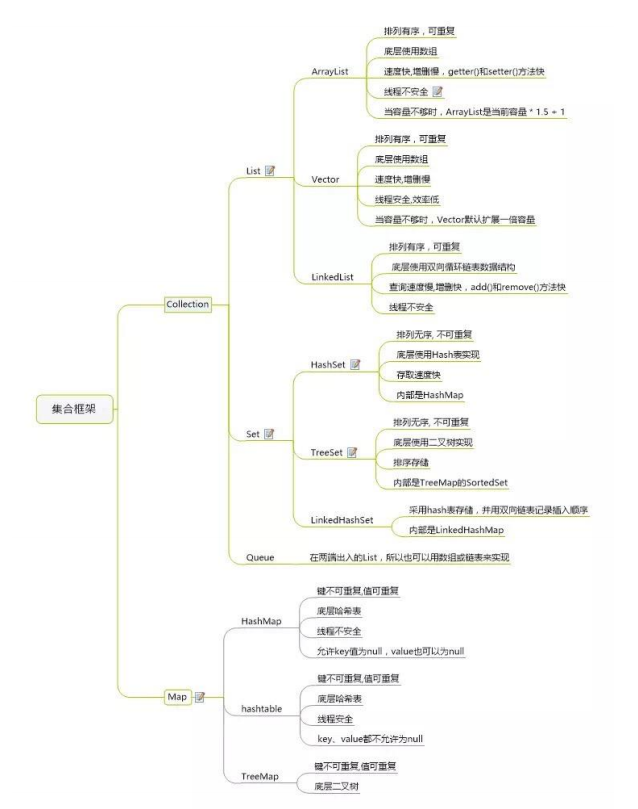 集合框架
Collection
List
ArrayList
排列有序，可重复
底层使用数组
速度快,增删慢，getter()和setter()方法快
线程不安全
当容量不够时，ArrayList是当前容量 * 1.5 + 1
Vector
排列有序，可重复
底层使用数组
速度快,增删慢
线程安全,效率低
当容量不够时，Vector默认扩展一倍容量
LinkedList
排列有序，可重复
底层使用双向循环链表数据结构
查询速度慢,增删快，add()和remove()方法快
线程不安全
Set
HashSet
排列无序, 不可重复
底层使用Hash表实现
存取速度快
内部是HashMap
TreeSet
排列无序, 不可重复
底层使用二叉树实现
排序存储
内部是TreeMap的SortedSet
LinkedHashSet
采用hash表存储，并用双向链表记录插入顺序
内部是LinkedHashMap
Queue
在两端出入的List，所以也可以用数组或链表来实现
Map
HashMap
键不可重复,值可重复
底层哈希表
线程不安全
允许key值为null，value也可以为null
hashtable
键不可重复,值可重复
底层哈希表
线程安全
key、value都不允许为null
TreeMap
键不可重复,值可重复
底层二叉树